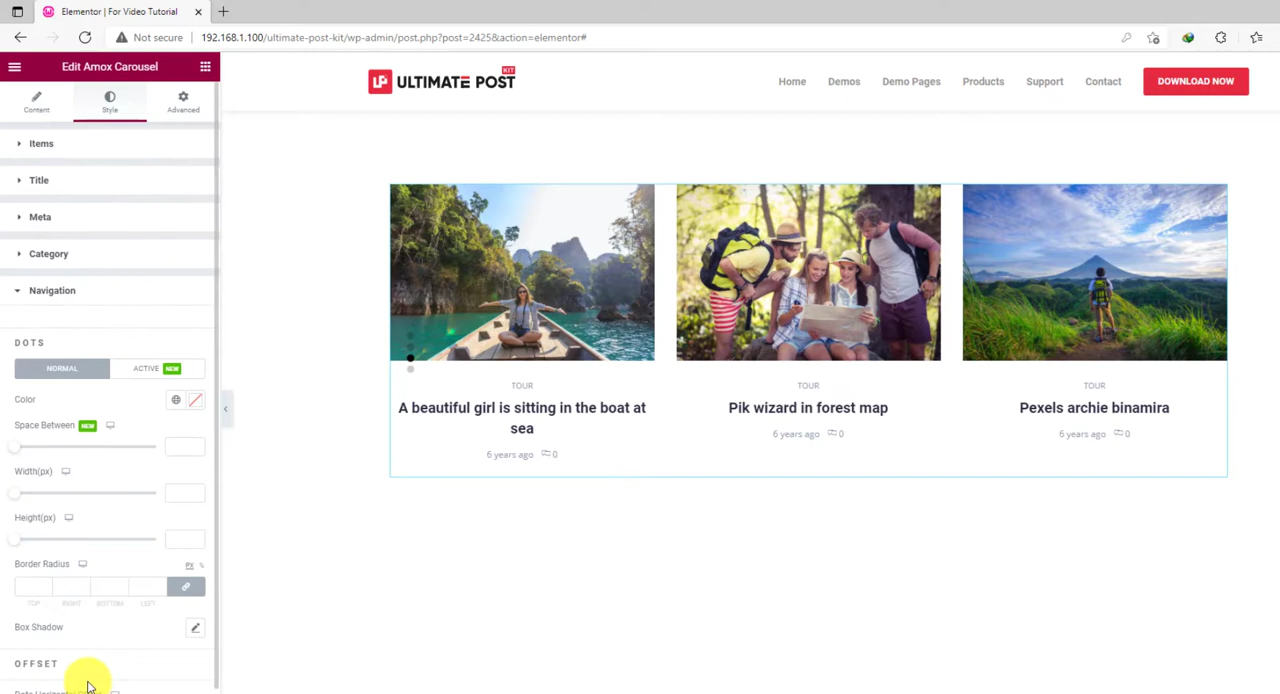 Elementor | For Video Tutorial
Not secure 192.168.1.100/ultimate-post-kit/wp-admin/post.php?post=2425&action=elementor#
Edit Amox Carousel
Content Style Advanced
Items
Title
Meta
Category
Navigation
DOTS
NORMAL ACTIVE NEW
Color
Space Between NEW
Width(px)
Height(px)
Border Radius PX %
TOP RIGHT BOTTOM LEFT
Box Shadow
OFFSET
UP ULTIMATE POST KIT
Home Demos Demo Pages Products Support Contact DOWNLOAD NOW
TOUR
A beautiful girl is sitting in the boat at
sea
6 years ago 0
TOUR
Pik wizard in forest map
6 years ago 0
TOUR
Pexels archie binamira
6 years ago 0